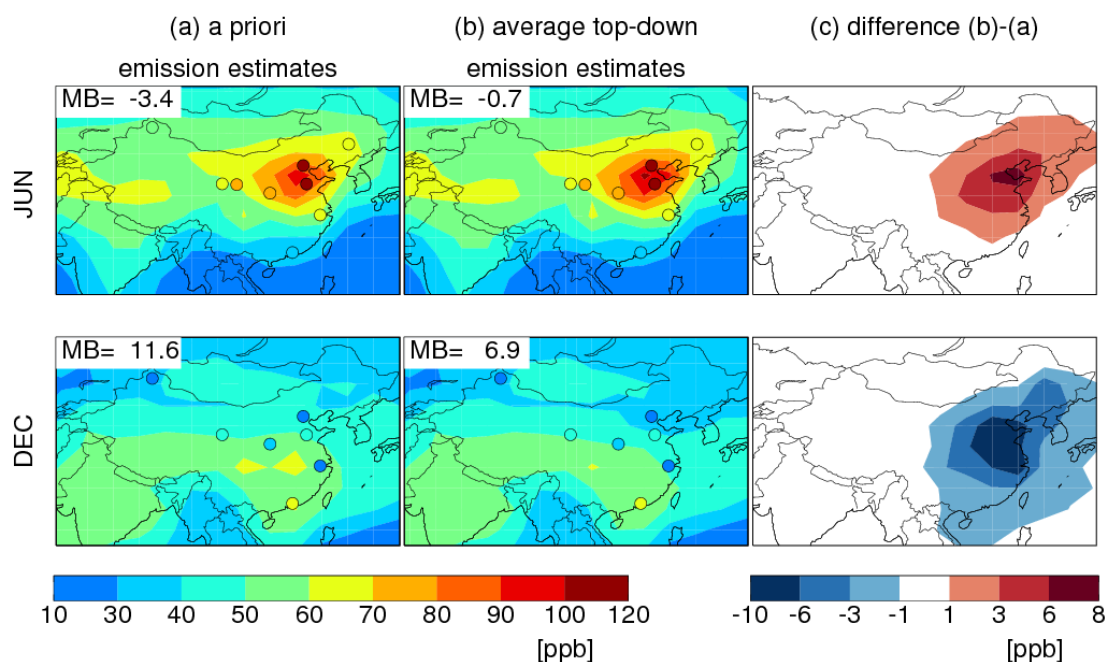 (a) a priori (b) average top-down (c) difference (b)-(a)
emission estimates emission estimates
MB= -3.4 MB= -0.7
JUN
MB= 11.6 MB= 6.9
DEC
10 30 40 50 60 70 80 90 100 120 -10 -6 -3 -1 1 3 6 8
[ppb] [ppb]